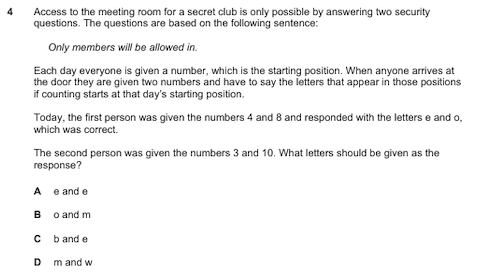 4 Access to the meeting room for a secret club is only possible by answering two security
questions. The questions are based on the following sentence:
Only members will be allowed in.
Each day everyone is given a number, which is the starting position. When anyone arrives at
the door they are given two numbers and have to say the letters that appear in those positions
if counting starts at that day's starting position.
Today, the first person was given the numbers 4 and 8 and responded with the letters e and o,
which was correct.
The second person was given the numbers 3 and 10. What letters should be given as the
response?
A e and e
B o and m
C b and e
D m and w